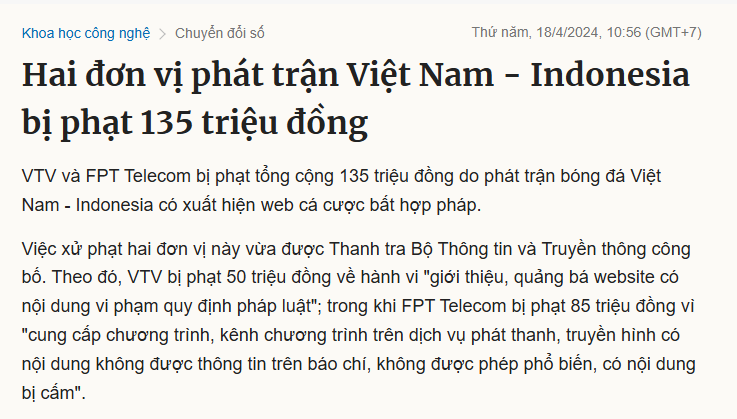 Khoa học công nghệ > Chuyển đổi số
Thứ năm, 18/4/2024, 10:56 (GMT+7)
Hai đơn vị phát trận Việt Nam - Indonesia
bị phạt 135 triệu đồng
VTV và FPT Telecom bị phạt tổng cộng 135 triệu đồng do phát trận bóng đá Việt
Nam - Indonesia có xuất hiện web cá cược bất hợp pháp.
Việc xử phạt hai đơn vị này vừa được Thanh tra Bộ Thông tin và Truyền thông công
bố. Theo đó, VTV bị phạt 50 triệu đồng về hành vi "giới thiệu, quảng bá website có
nội dung vi phạm quy định pháp luật"; trong khi FPT Telecom bị phạt 85 triệu đồng vì
"cung cấp chương trình, kênh chương trình trên dịch vụ phát thanh, truyền hình có
nội dung không được thông tin trên báo chí, không được phép phổ biến, có nội dung
bị cấm".